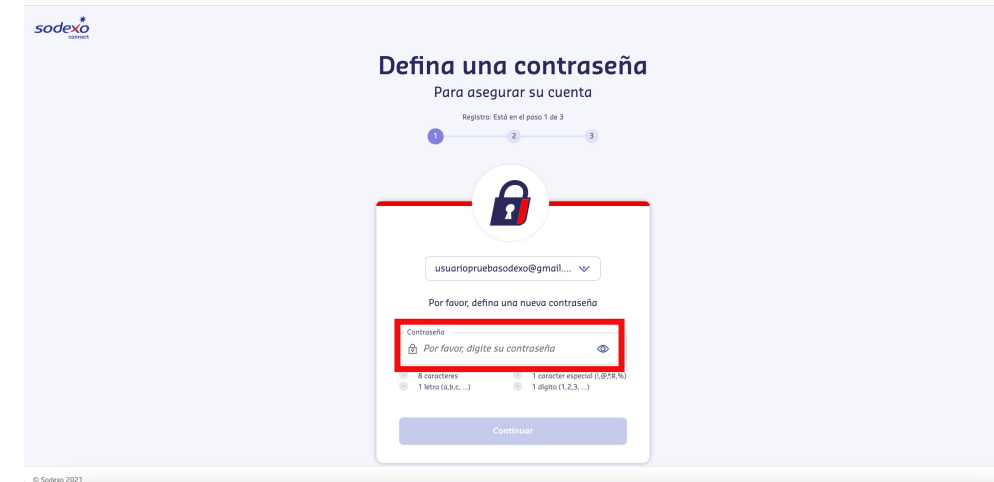 sodexo
connect
Defina una contraseña
Para asegurar su cuenta
Registro: Está en el paso 1 de 3
1 2 3
usuariopruebasodexo@gmail....
Por favor, defina una nueva contraseña
Contraseña
Por favor, digite su contraseña
8 caracteres 1 caracter especial (!,@,*,#,%)
1 letra (a,b,c, ...) 1 digito (1,2,3, ...)
Continuar
© Sodexo 2021